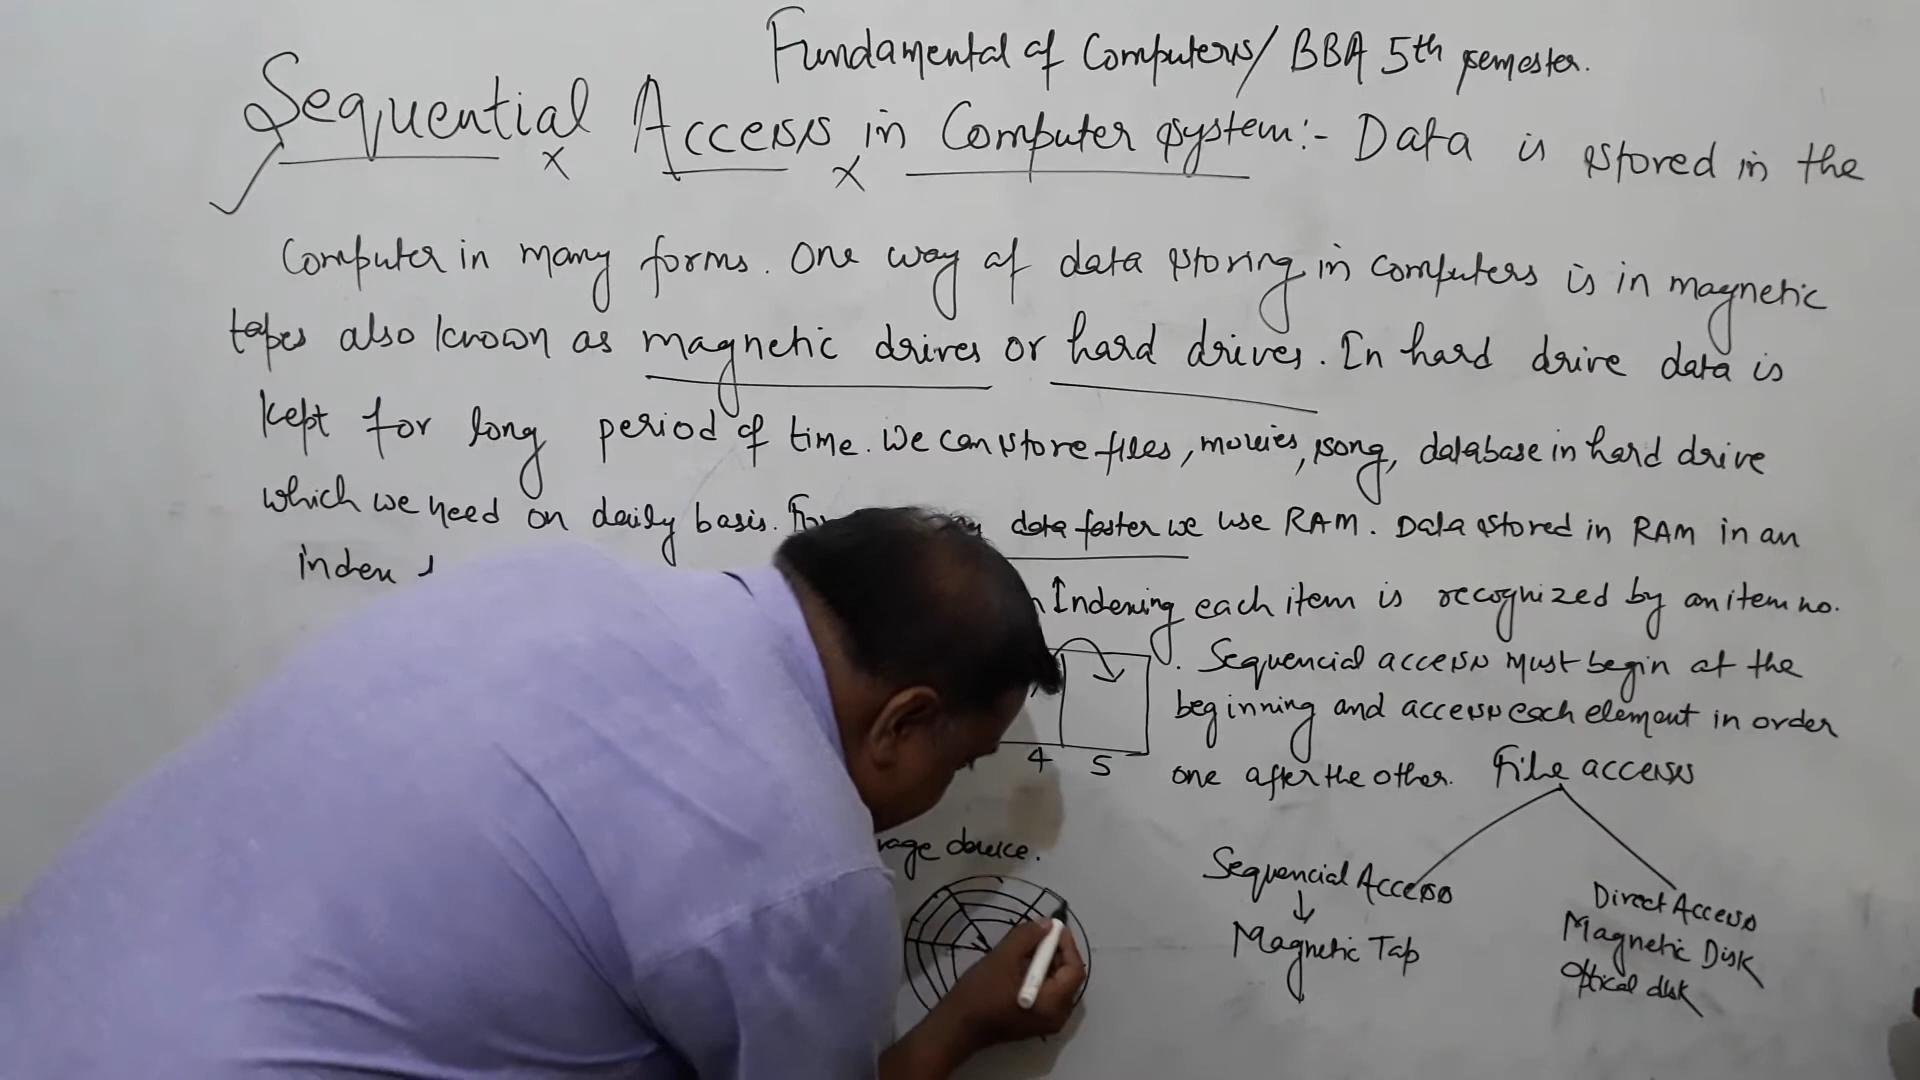 Fundamental of Computers/ BBA 5th semester.
Sequential Access in Computer system:- Data is stored in the
Computer in many forms. One way of data storing in computers is in magnetic
tapes also known as magnetic drives or hard drives. In hard drive data is
kept for long period of time. We can store files, movies, song, database in hard drive
which we need on daily basis. For data faster we use RAM. Data stored in RAM in an
index
Indexing each item is recognized by an item no.
. Sequencial access must begin at the
beginning and access each element in order
4 5
one after the other. File access
device.
Sequencial Access
↓
Magnetic Tap
Direct Access
Magnetic Disk
Optical disk